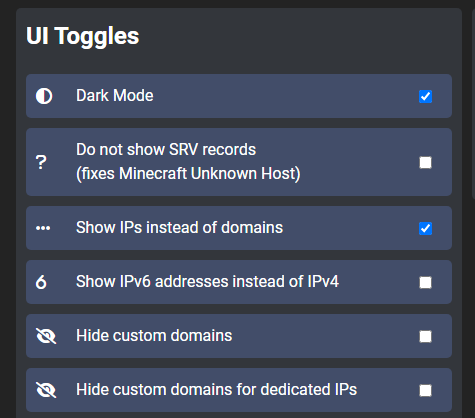 UI Toggles
Dark Mode
Do not show SRV records
(fixes Minecraft Unknown Host)
Show IPs instead of domains
Show IPv6 addresses instead of IPv4
Hide custom domains
Hide custom domains for dedicated IPs